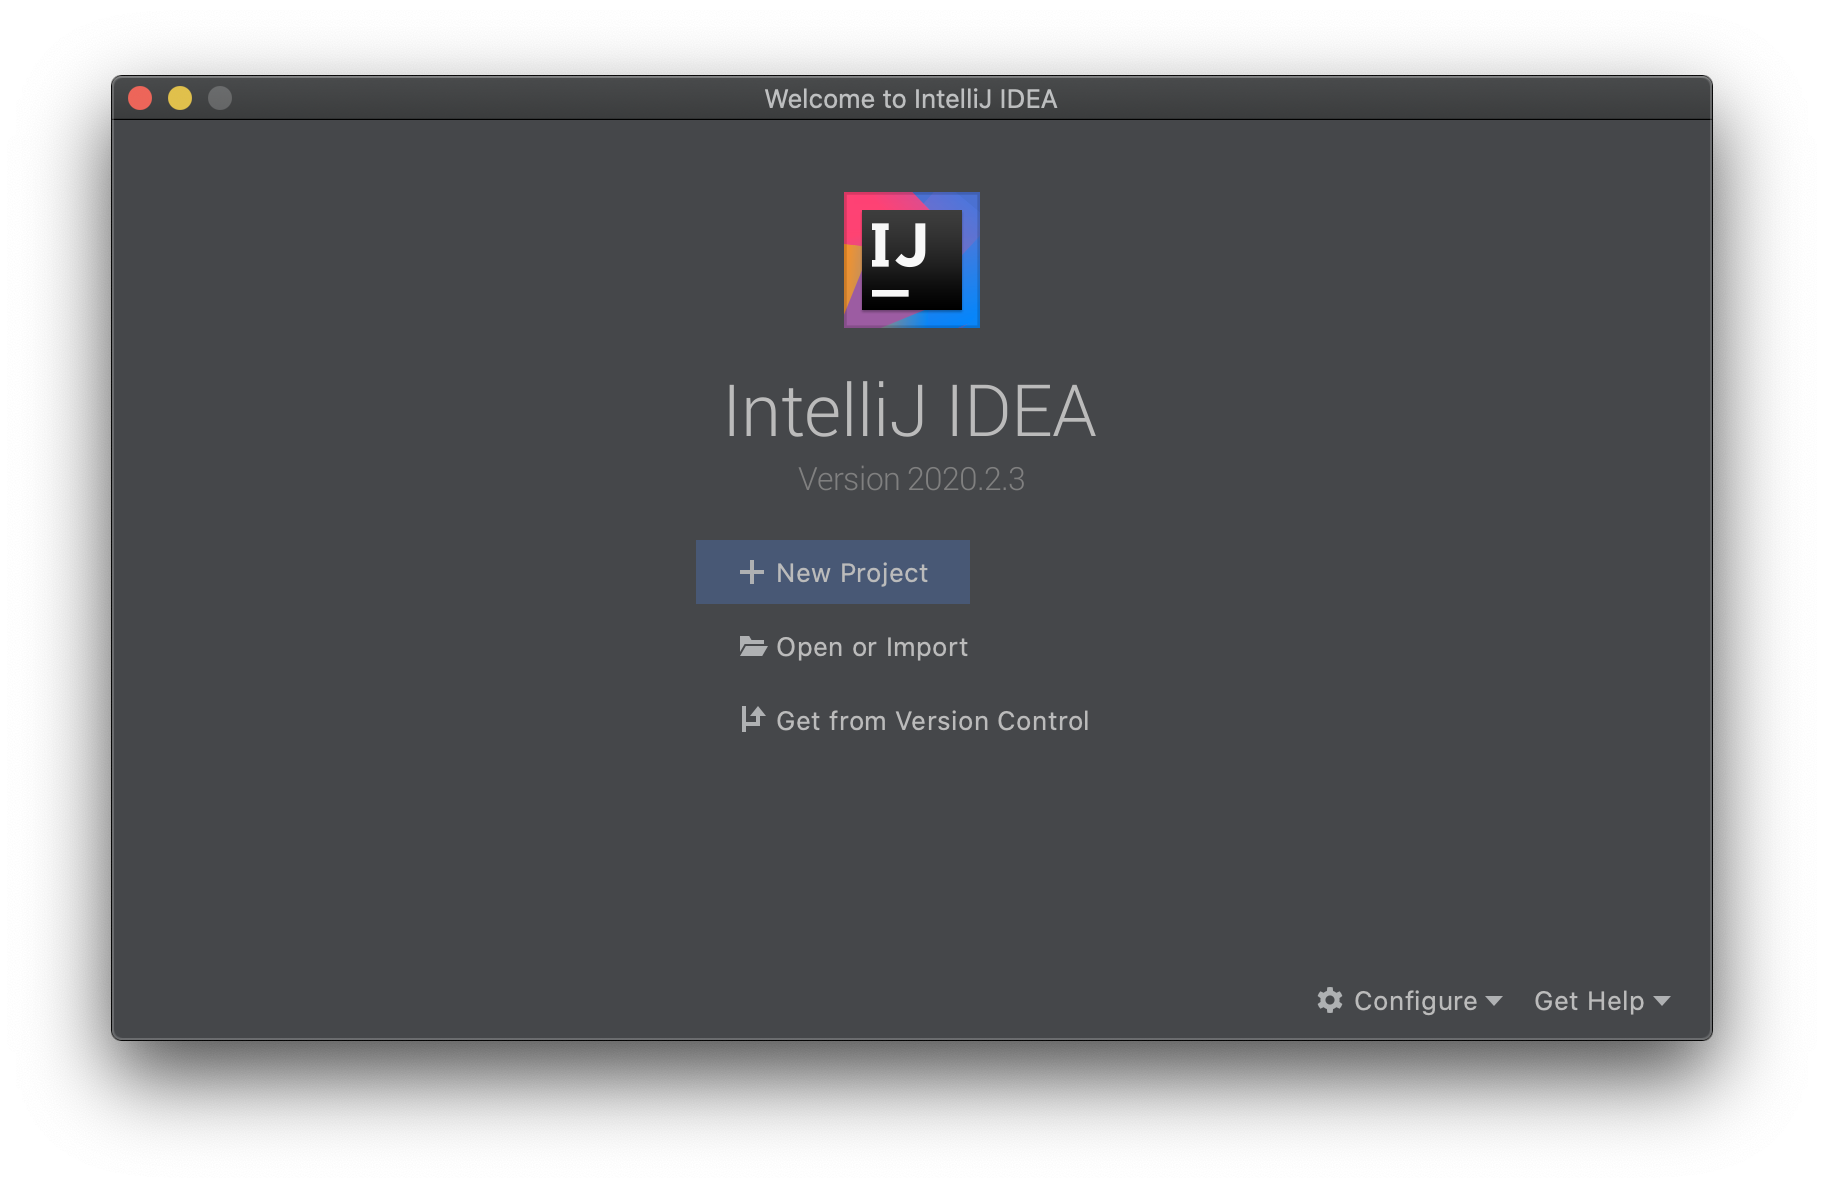 Welcome to IntelliJ IDEA
IJ
IntelliJ IDEA
Version 2020.2.3
New Project
Open or Import
Get from Version Control
Configure
Get Help